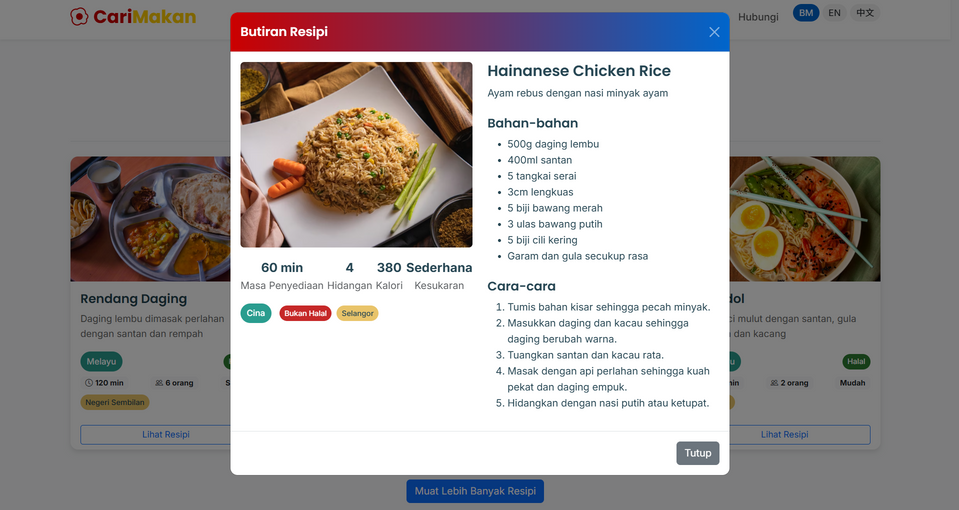 CariMakan
Hubungi
BM
EN
中文
Butiran Resipi
60 min
4
380
Sederhana
Masa Penyediaan
Hidangan
Kalori
Kesukaran
Cina
Bukan Halal
Selangor
Hainanese Chicken Rice
Ayam rebus dengan nasi minyak ayam
Bahan-bahan
500g daging lembu
400ml santan
5 tangkai serai
3cm lengkuas
5 biji bawang merah
3 ulas bawang putih
5 biji cili kering
Garam dan gula secukup rasa
Cara-cara
1. Tumis bahan kisar sehingga pecah minyak.
2. Masukkan daging dan kacau sehingga
daging berubah warna.
3. Tuangkan santan dan kacau rata.
4. Masak dengan api perlahan sehingga kuah
pekat dan daging empuk.
5. Hidangkan dengan nasi putih atau ketupat.
Tutup
Rendang Daging
Daging lembu dimasak perlahan
dengan santan dan rempah
Melayu
120 min
6 orang
Negeri Sembilan
Lihat Resipi
mulut dengan santan, gula
dan kacang
Halal
2 orang
Mudah
Lihat Resipi
Muat Lebih Banyak Resipi